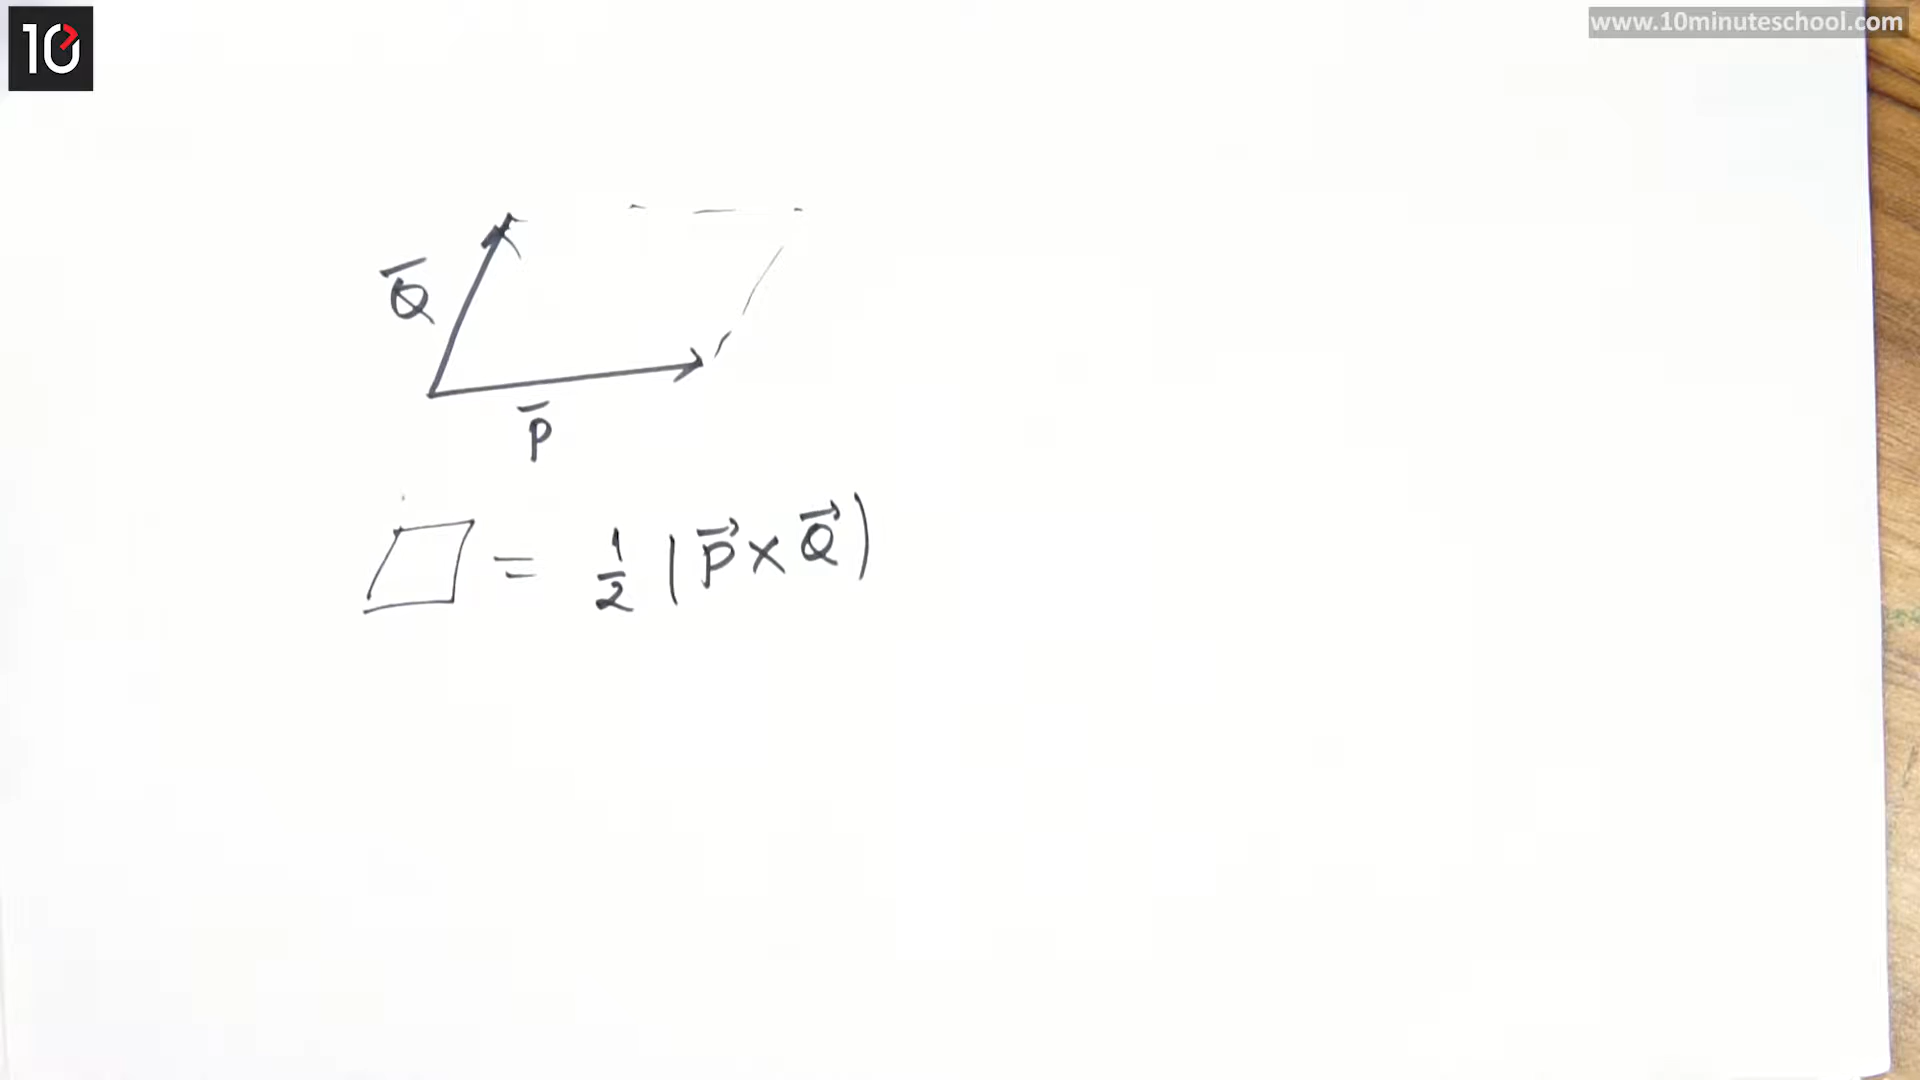 10
www.10minuteschool.com
Q̅
P̅
▱ = 1/2 |P⃗ × Q⃗|